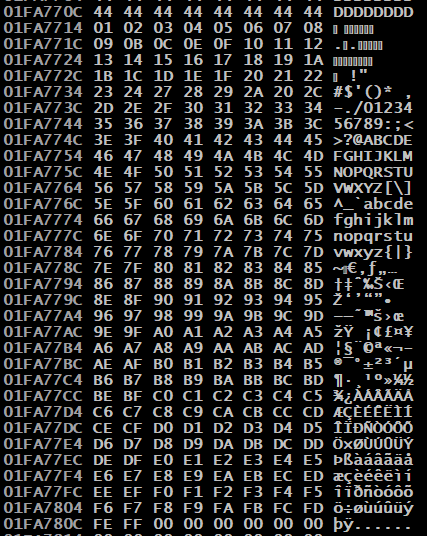 01FA770C 44 44 44 44 44 44 44 44 DDDDDDDD
01FA7714 01 02 03 04 05 06 07 08
01FA771C 09 0B 0C 0E 0F 10 11 12
01FA7724 13 14 15 16 17 18 19 1A
01FA772C 1B 1C 1D 1E 1F 20 21 22 !"
01FA7734 23 24 27 28 29 2A 20 2C #$'()* ,
01FA773C 2D 2E 2F 30 31 32 33 34 -./01234
01FA7744 35 36 37 38 39 3A 3B 3C 56789:;<
01FA774C 3E 3F 40 41 42 43 44 45 >?@ABCDE
01FA7754 46 47 48 49 4A 4B 4C 4D FGHIJKLM
01FA775C 4E 4F 50 51 52 53 54 55 NOPQRSTU
01FA7764 56 57 58 59 5A 5B 5C 5D VWXYZ[\]
01FA776C 5E 5F 60 61 62 63 64 65 ^_`abcde
01FA7774 66 67 68 69 6A 6B 6C 6D fghijklm
01FA777C 6E 6F 70 71 72 73 74 75 nopqrstu
01FA7784 76 77 78 79 7A 7B 7C 7D vwxyz{|}
01FA778C 7E 7F 80 81 82 83 84 85 ~€‚ƒ„…
01FA7794 86 87 88 89 8A 8B 8C 8D †‡ˆ‰Š‹Œ
01FA779C 8E 8F 90 91 92 93 94 95 Ž‘’“”•
01FA77A4 96 97 98 99 9A 9B 9C 9D –—˜™š›œ
01FA77AC 9E 9F A0 A1 A2 A3 A4 A5 žŸ ¡¢£¤¥
01FA77B4 A6 A7 A8 A9 AA AB AC AD ¦§¨©ª«¬-
01FA77BC AE AF B0 B1 B2 B3 B4 B5 ®¯°±²³´µ
01FA77C4 B6 B7 B8 B9 BA BB BC BD ¶·¸¹º»¼½
01FA77CC BE BF C0 C1 C2 C3 C4 C5 ¾¿ÀÁÂÃÄÅ
01FA77D4 C6 C7 C8 C9 CA CB CC CD ÆÇÈÉÊËÌÍ
01FA77DC CE CF D0 D1 D2 D3 D4 D5 ÎÏÐÑÒÓÔÕ
01FA77E4 D6 D7 D8 D9 DA DB DC DD Ö×ØÙÚÛÜÝ
01FA77EC DE DF E0 E1 E2 E3 E4 E5 Þßàáâãäå
01FA77F4 E6 E7 E8 E9 EA EB EC ED æçèéêëìí
01FA77FC EE EF F0 F1 F2 F3 F4 F5 îïðñòóôõ
01FA7804 F6 F7 F8 F9 FA FB FC FD ö÷øùúûüý
01FA780C FE FF 00 00 00 00 00 00 þÿ......